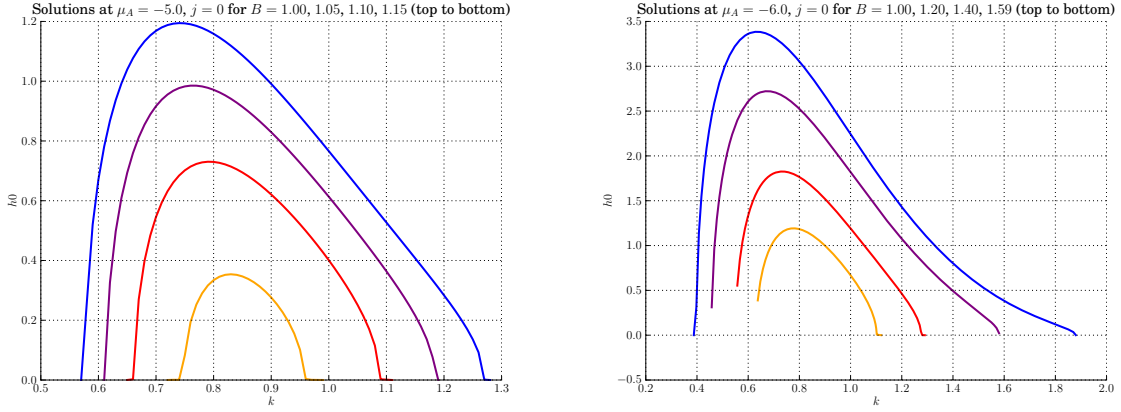 Solutions at μ_A = −5.0, j = 0 for B = 1.00, 1.05, 1.10, 1.15 (top to bottom)
1.2
1.0
0.8
0.6
0.4
0.2
0.0
h0
0.5 0.6 0.7 0.8 0.9 1.0 1.1 1.2 1.3
k
Solutions at μ_A = −6.0, j = 0 for B = 1.00, 1.20, 1.40, 1.59 (top to bottom)
3.5
3.0
2.5
2.0
1.5
1.0
0.5
0.0
−0.5
h0
0.2 0.4 0.6 0.8 1.0 1.2 1.4 1.6 1.8 2.0
k